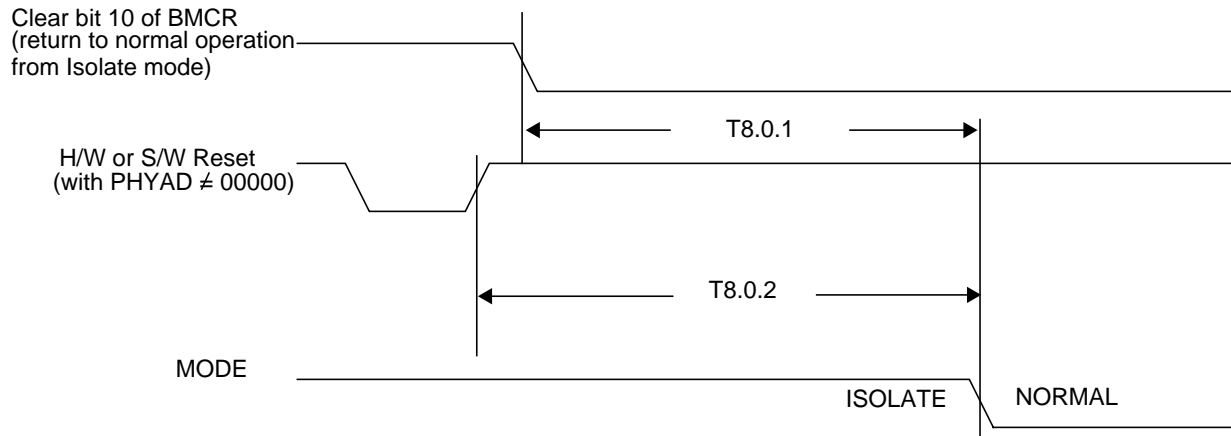 Clear bit 10 of BMCR
(return to normal operation
from Isolate mode)
T8.0.1
H/W or S/W Reset
(with PHYAD ≠ 00000)
T8.0.2
MODE
ISOLATE
NORMAL